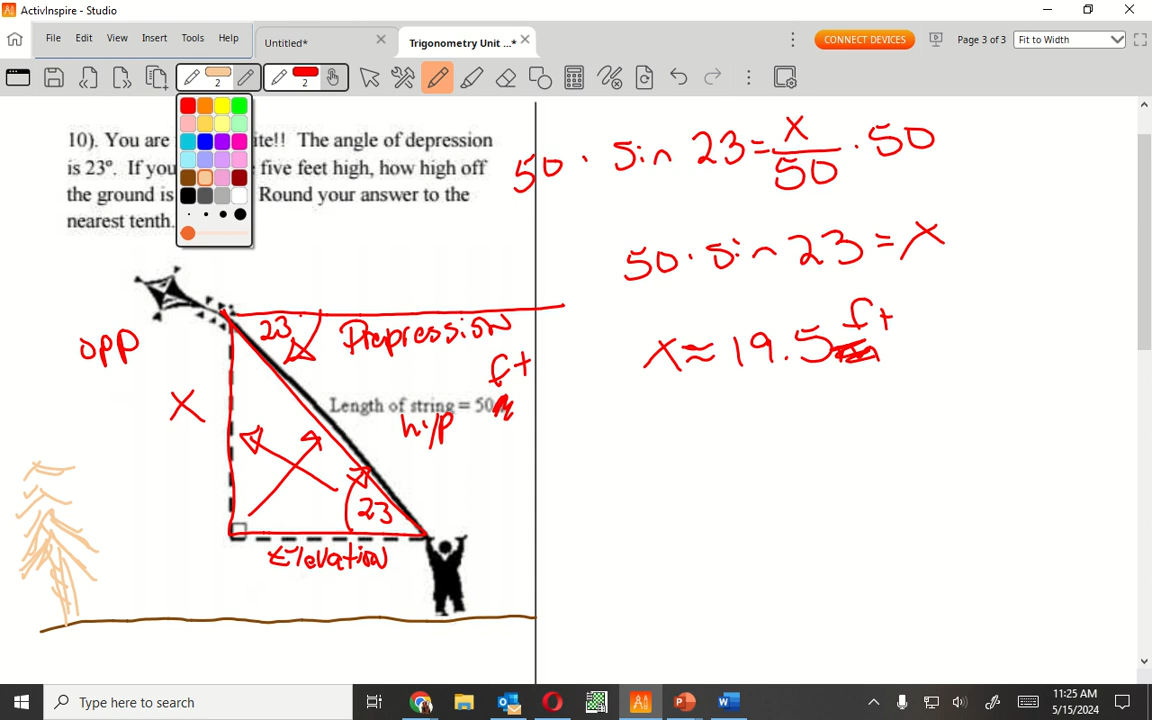 ActivInspire - Studio
File Edit View Insert Tools Help
Untitled*
Trigonometry Unit ...*
CONNECT DEVICES
Page 3 of 3
Fit to Width
2
2
10). You are ite!! The angle of depression
is 23°. If you five feet high, how high off
the ground is Round your answer to the
nearest tenth.
50 · sin 23 = x/50 · 50
50 · sin 23 = x
x ≈ 19.5 ft
23
opp
x
ft
Length of string = 50
hyp
23
Elevation
Type here to search
11:25 AM
5/15/2024